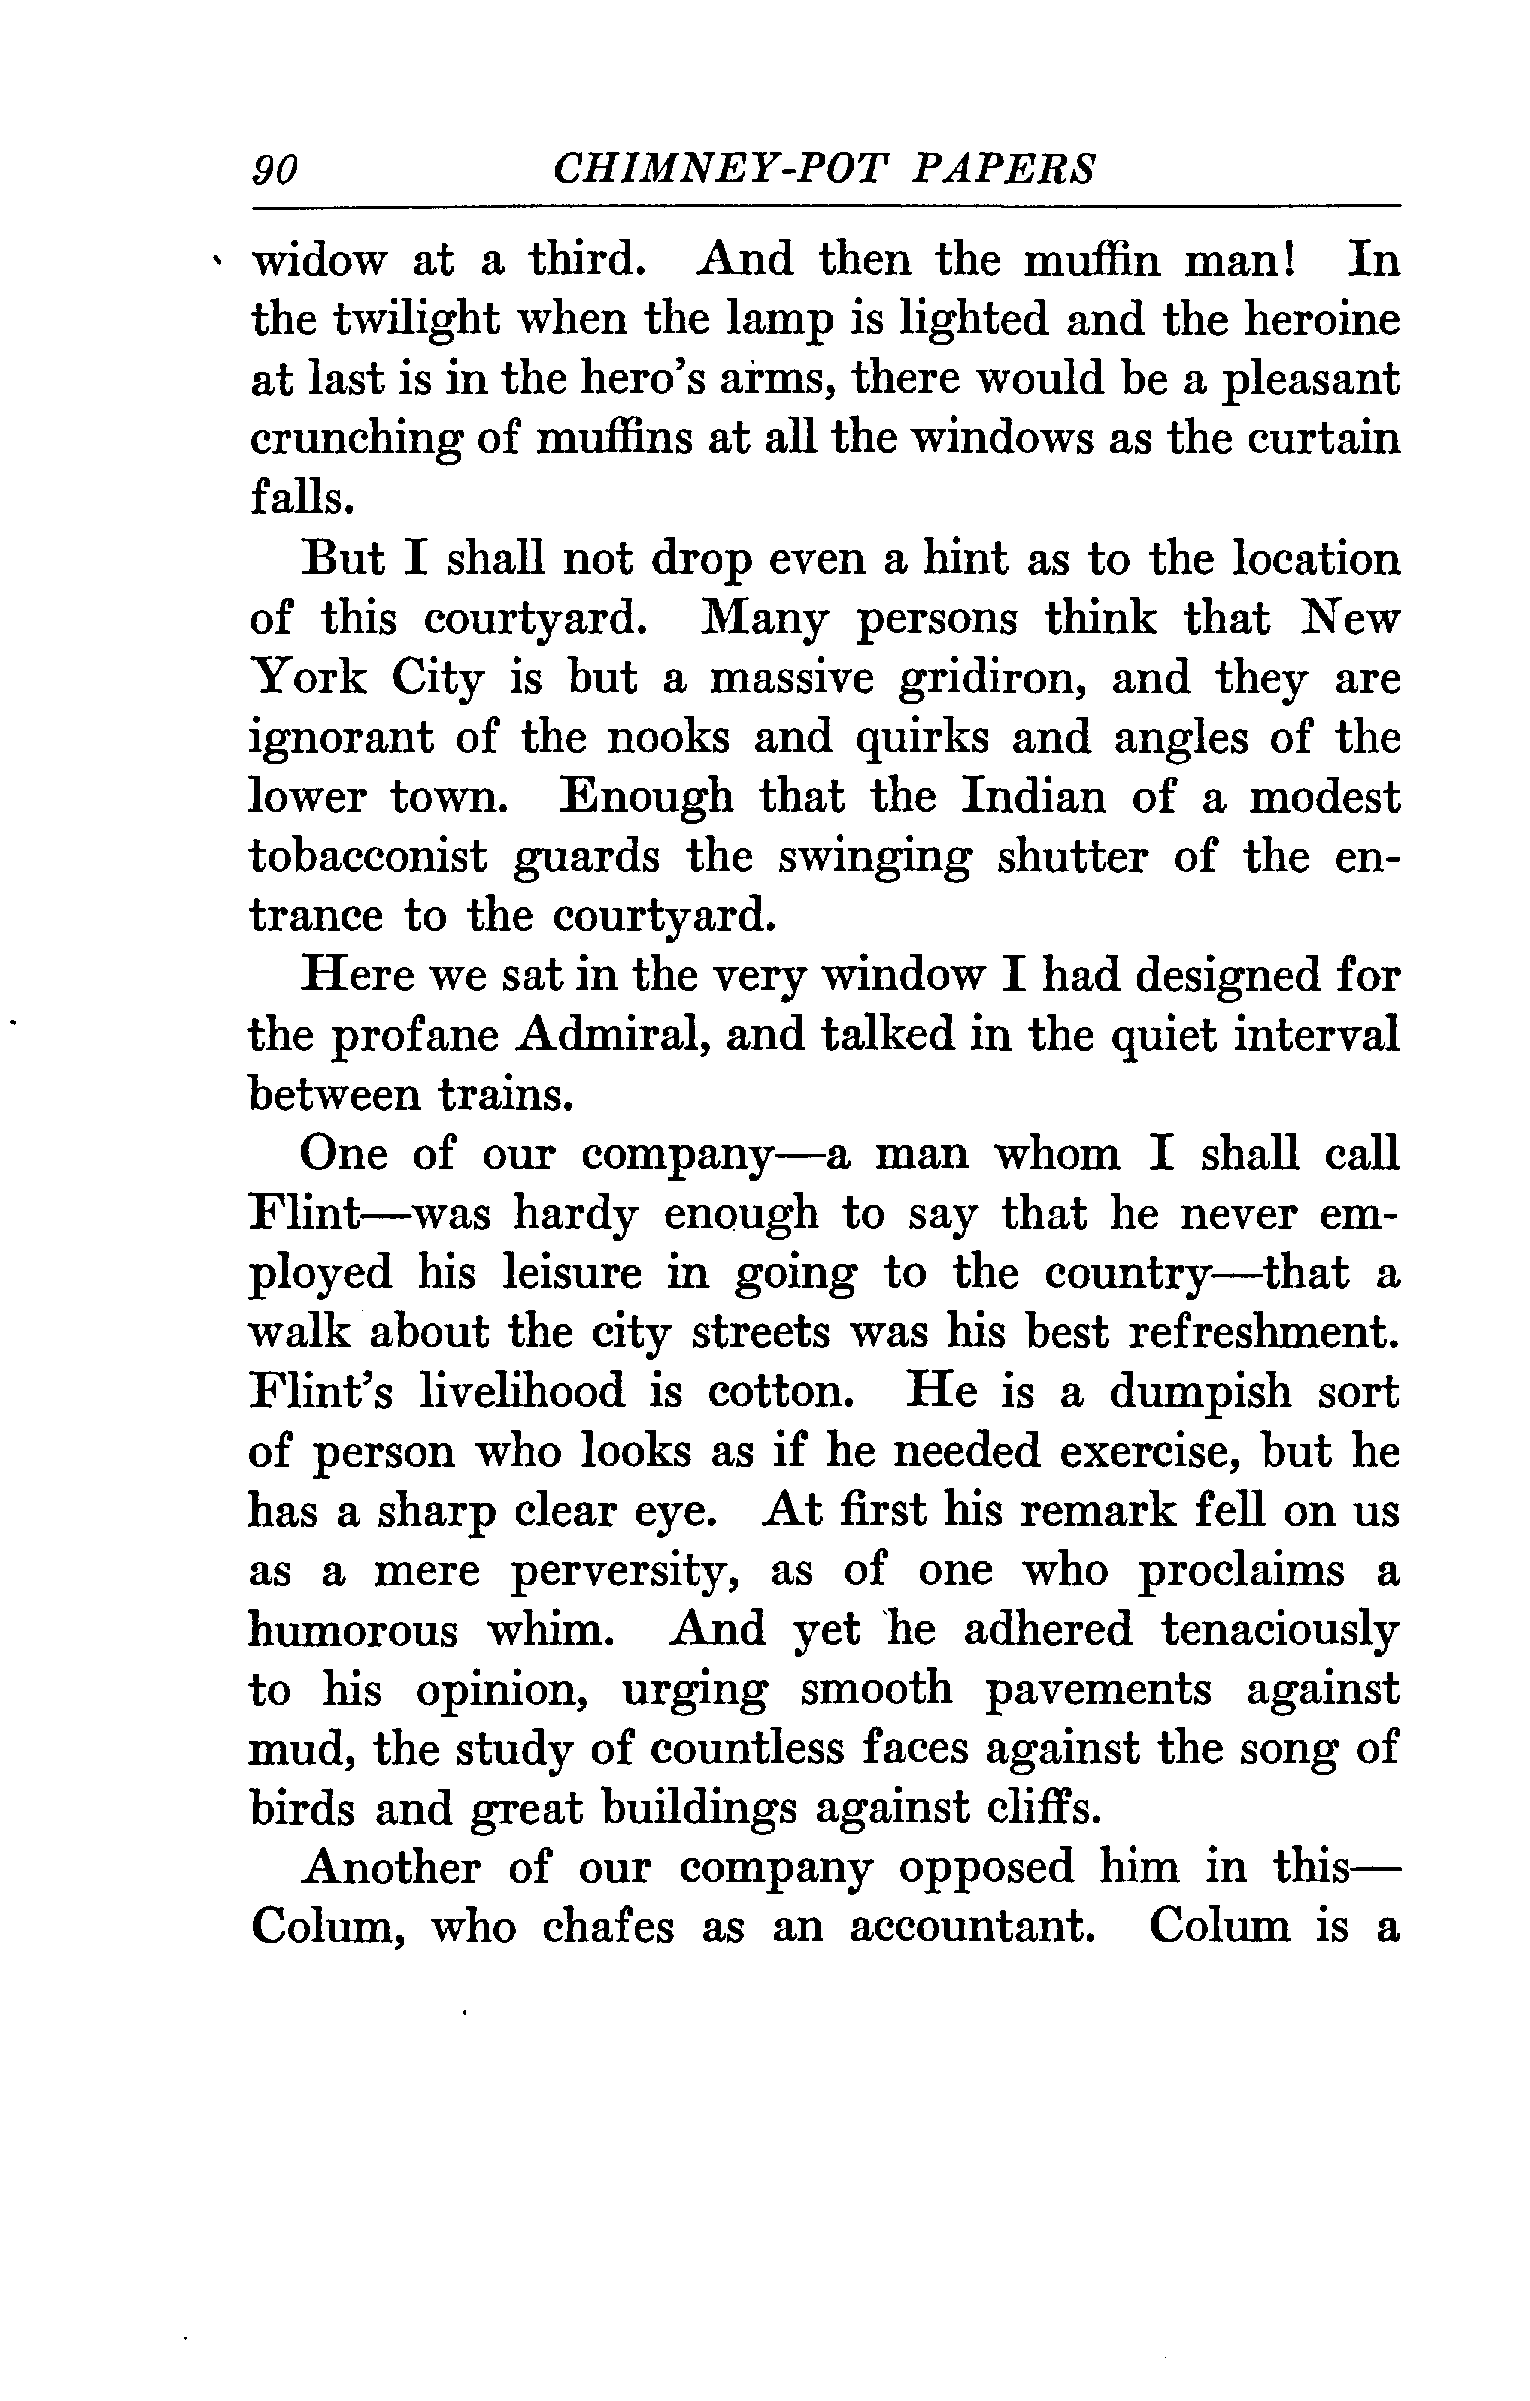 90 CHIMNEY-POT PAPERS
widow at a third. And then the muffin man! In
the twilight when the lamp is lighted and the heroine
at last is in the hero's arms, there would be a pleasant
crunching of muffins at all the windows as the curtain
falls.
But I shall not drop even a hint as to the location
of this courtyard. Many persons think that New
York City is but a massive gridiron, and they are
ignorant of the nooks and quirks and angles of the
lower town. Enough that the Indian of a modest
tobacconist guards the swinging shutter of the en-
trance to the courtyard.
Here we sat in the very window I had designed for
the profane Admiral, and talked in the quiet interval
between trains.
One of our company—a man whom I shall call
Flint—was hardy enough to say that he never em-
ployed his leisure in going to the country—that a
walk about the city streets was his best refreshment.
Flint's livelihood is cotton. He is a dumpish sort
of person who looks as if he needed exercise, but he
has a sharp clear eye. At first his remark fell on us
as a mere perversity, as of one who proclaims a
humorous whim. And yet he adhered tenaciously
to his opinion, urging smooth pavements against
mud, the study of countless faces against the song of
birds and great buildings against cliffs.
Another of our company opposed him in this—
Colum, who chafes as an accountant. Colum is a